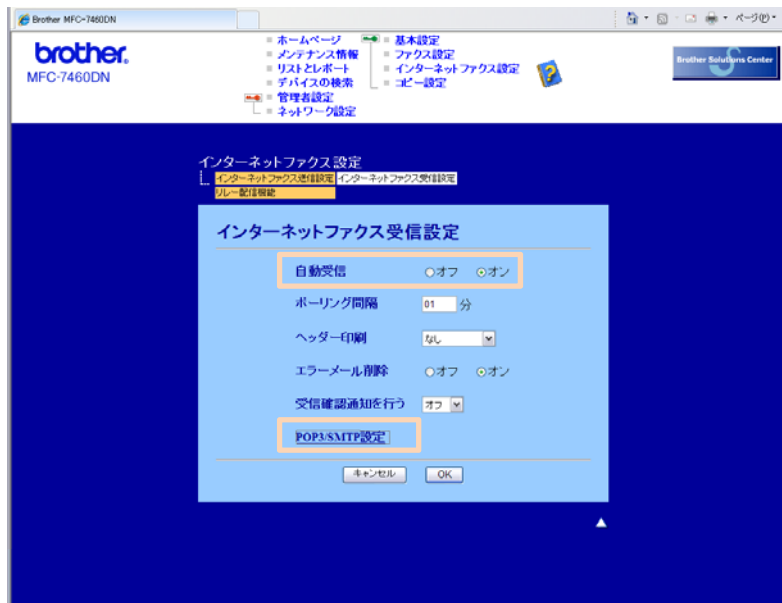 Brother MFC-7460DN
ページ(P)
brother.
MFC-7460DN
ホームページ
メンテナンス情報
リストとレポート
デバイスの検索
管理者設定
ネットワーク設定
基本設定
ファクス設定
インターネットファクス設定
コピー設定
Brother Solutions Center
インターネットファクス設定
インターネットファクス送信設定 インターネットファクス受信設定
リレー配信機能
インターネットファクス受信設定
自動受信 オフ オン
ポーリング間隔 01 分
ヘッダー印刷 なし
エラーメール削除 オフ オン
受信確認通知を行う オフ
POP3/SMTP設定
キャンセル OK